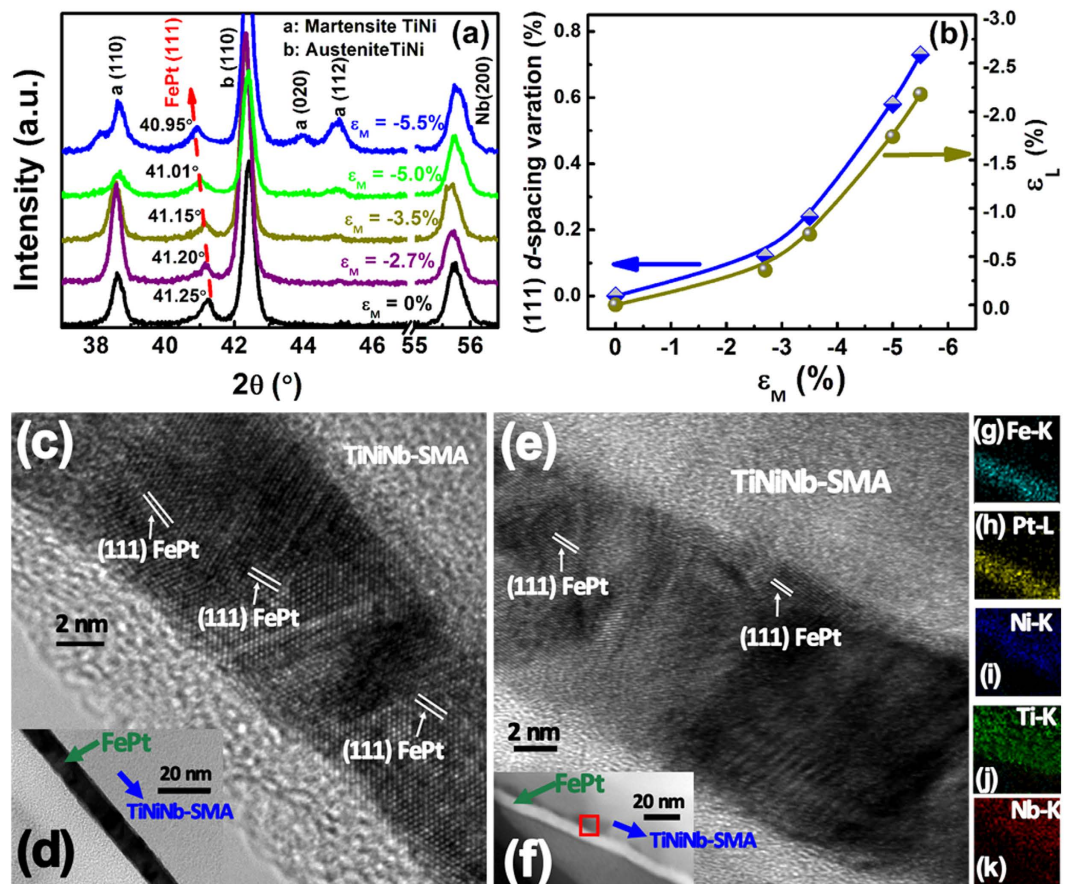 (a)
a: Martensite TiNi
b: AusteniteTiNi
a (110)
FePt (111)
b (110)
a (020)
a (112)
Nb(200)
40.95°
ε_M = -5.5%
41.01°
ε_M = -5.0%
41.15°
ε_M = -3.5%
41.20°
ε_M = -2.7%
41.25°
ε_M = 0%
Intensity (a.u.)
38 40 42 44 46 55 56
2θ (°)
(b)
(111) d-spacing varation (%)
0.8
0.6
0.4
0.2
0.0
-3.0
-2.5
-2.0
-1.5
-1.0
-0.5
0.0
ε_L (%)
0 -1 -2 -3 -4 -5 -6
ε_M (%)
(c)
TiNiNb-SMA
(111) FePt
(111) FePt
(111) FePt
2 nm
FePt
20 nm
TiNiNb-SMA
(d)
(e)
TiNiNb-SMA
(111) FePt
(111) FePt
2 nm
FePt
20 nm
TiNiNb-SMA
(f)
(g) Fe-K
(h) Pt-L
Ni-K
(i)
Ti-K
(j)
Nb-K
(k)